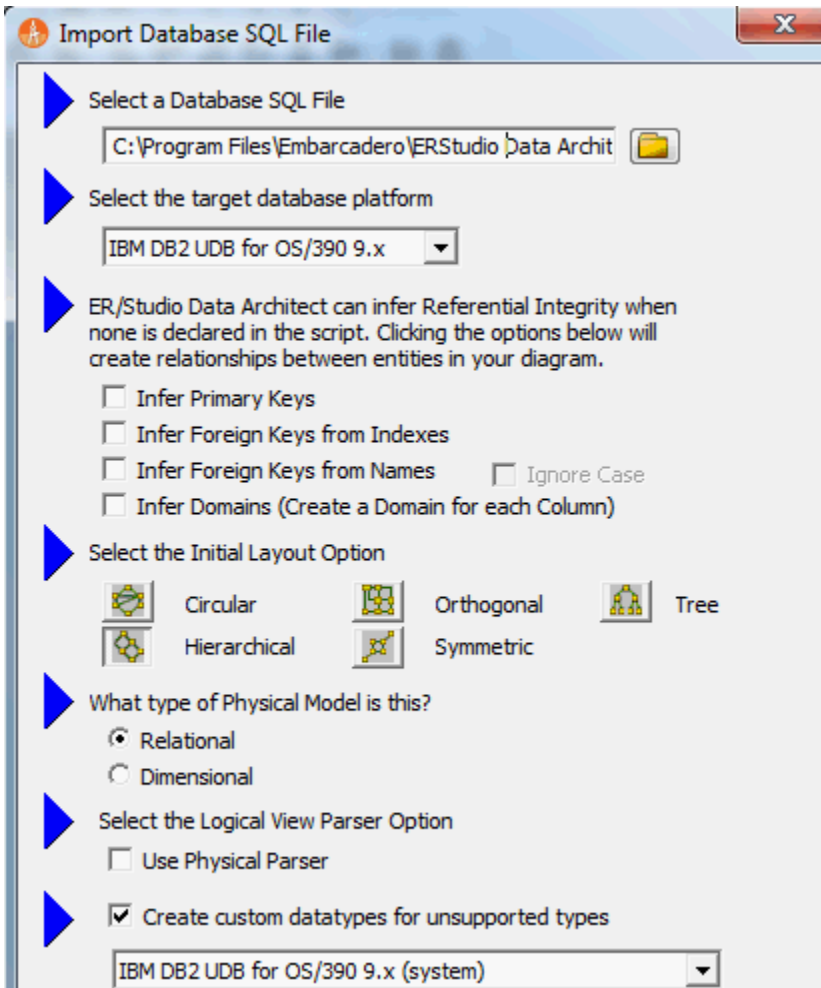 Import Database SQL File
Select a Database SQL File
C:\Program Files\Embarcadero\ERStudio Data Archit
Select the target database platform
IBM DB2 UDB for OS/390 9.x
ER/Studio Data Architect can infer Referential Integrity when
none is declared in the script. Clicking the options below will
create relationships between entities in your diagram.
Infer Primary Keys
Infer Foreign Keys from Indexes
Infer Foreign Keys from Names Ignore Case
Infer Domains (Create a Domain for each Column)
Select the Initial Layout Option
Circular Orthogonal Tree
Hierarchical Symmetric
What type of Physical Model is this?
Relational
Dimensional
Select the Logical View Parser Option
Use Physical Parser
Create custom datatypes for unsupported types
IBM DB2 UDB for OS/390 9.x (system)